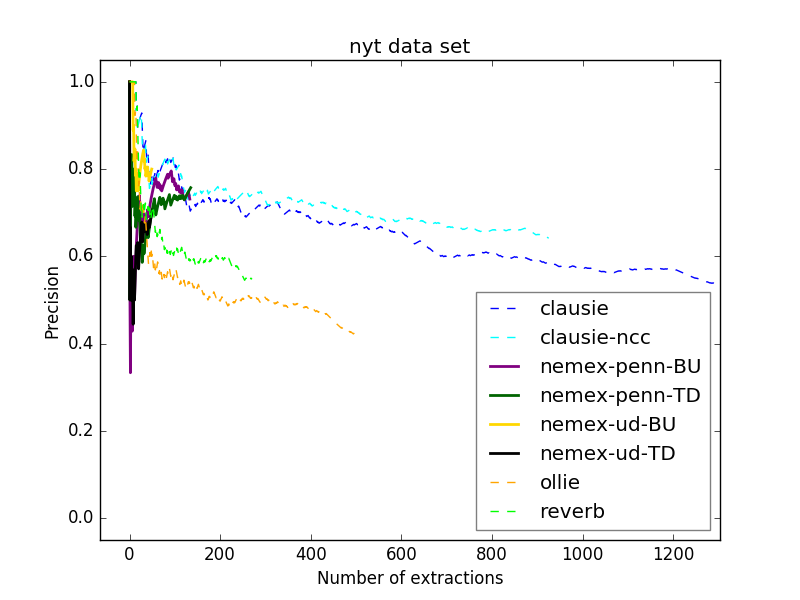 nyt data set
Precision
1.0
0.8
0.6
0.4
0.2
0.0
0 200 400 600 800 1000 1200
Number of extractions
clausie
clausie-ncc
nemex-penn-BU
nemex-penn-TD
nemex-ud-BU
nemex-ud-TD
ollie
reverb